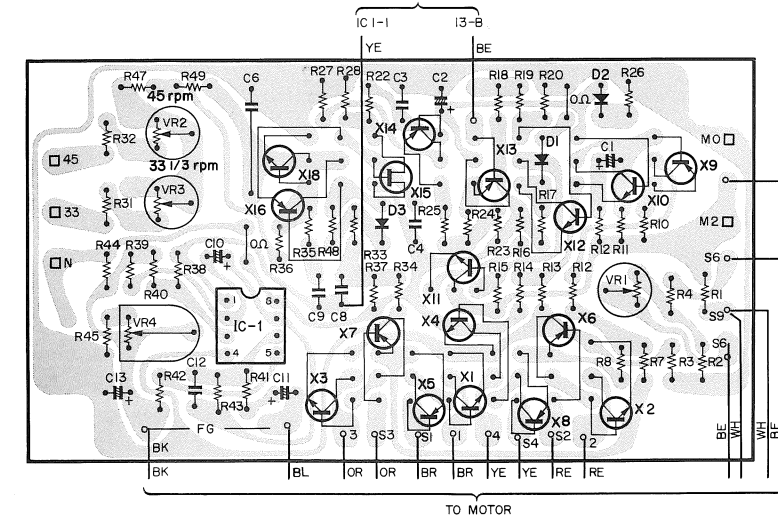 IC1-1 13-B
YE BE
R47 R49 C6 R27 R28 R22 C3 C2 R18 R19 R20 D2 R26
45 rpm
+ 0Ω
R32 VR2 X14 X13 D1 C1 X9 M0
45 33 1/3 rpm X18 +
R31 VR3 X15 X10
33 X16 D3 R25 R24 R17 M2
R35 R48 R33 C4 R23 R16 X12 R12 R11 R10
N R44 R39 C10 0Ω
R40 R38 + R36 R37 R34 X11 R15 R14 R13 R12 VR1 R4 R1 S6
C9 C8 S9
1 6
R45 VR4 IC-1 X7 X4 X6
4 5
C12 R8 R7 R3 R2 S6
C13 R42 R41 C11 X3 X5 X1 X8 X2
+ R43 +
FG 3 S3 S1 1 4 S4 S2 2
BK BE WH WH RE
BK BL OR OR BR BR YE YE RE RE
TO MOTOR